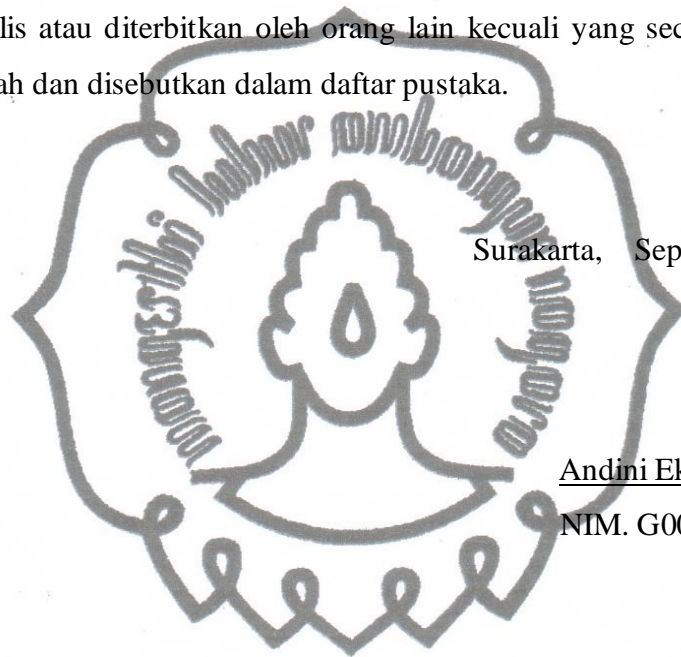 lis atau diterbitkan oleh orang lain kecuali yang sec
ah dan disebutkan dalam daftar pustaka.
Surakarta, Sep
Andini Ek
NIM. G00